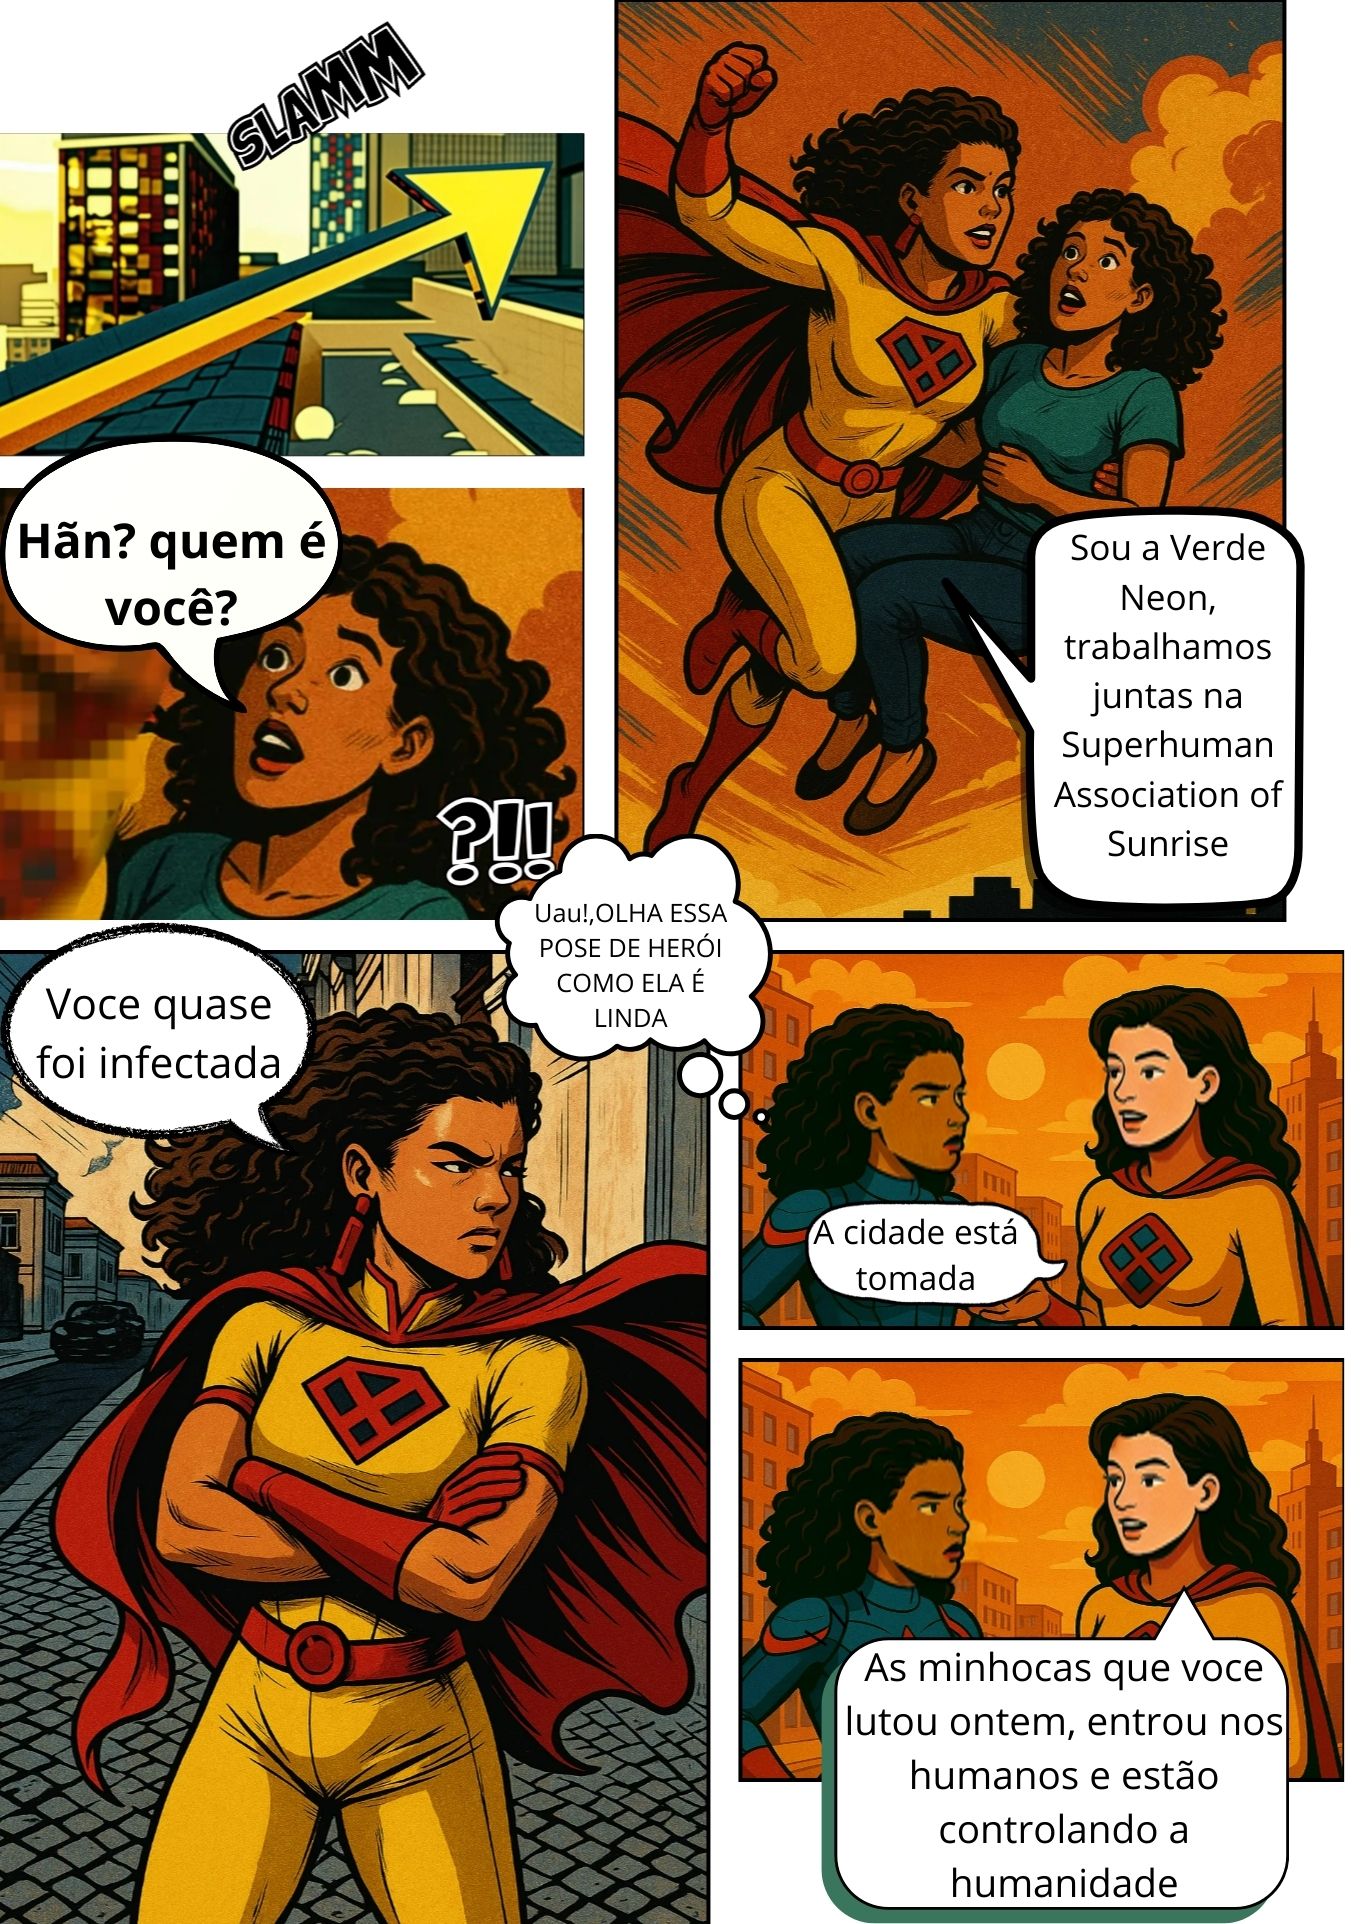 SLAMM
Hãn? quem é
você?
?!!
Sou a Verde
Neon,
trabalhamos
juntas na
Superhuman
Association of
Sunrise
Voce quase
foi infectada
Uau!,OLHA ESSA
POSE DE HERÓI
COMO ELA É
LINDA
A cidade está
tomada
As minhocas que voce
lutou ontem, entrou nos
humanos e estão
controlando a
humanidade